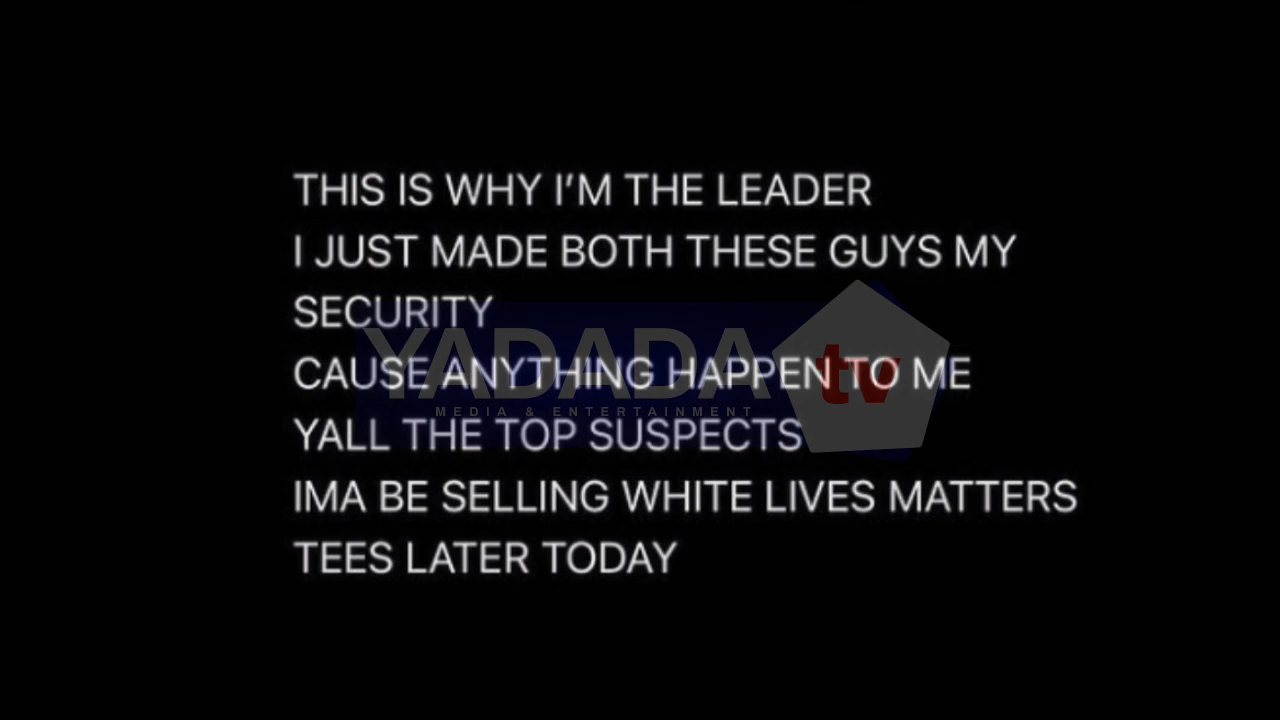 THIS IS WHY I'M THE LEADER
I JUST MADE BOTH THESE GUYS MY
SECURITY
CAUSE ANYTHING HAPPEN TO ME
YALL THE TOP SUSPECTS
IMA BE SELLING WHITE LIVES MATTERS
TEES LATER TODAY
YADADA tv
MEDIA & ENTERTAINMENT